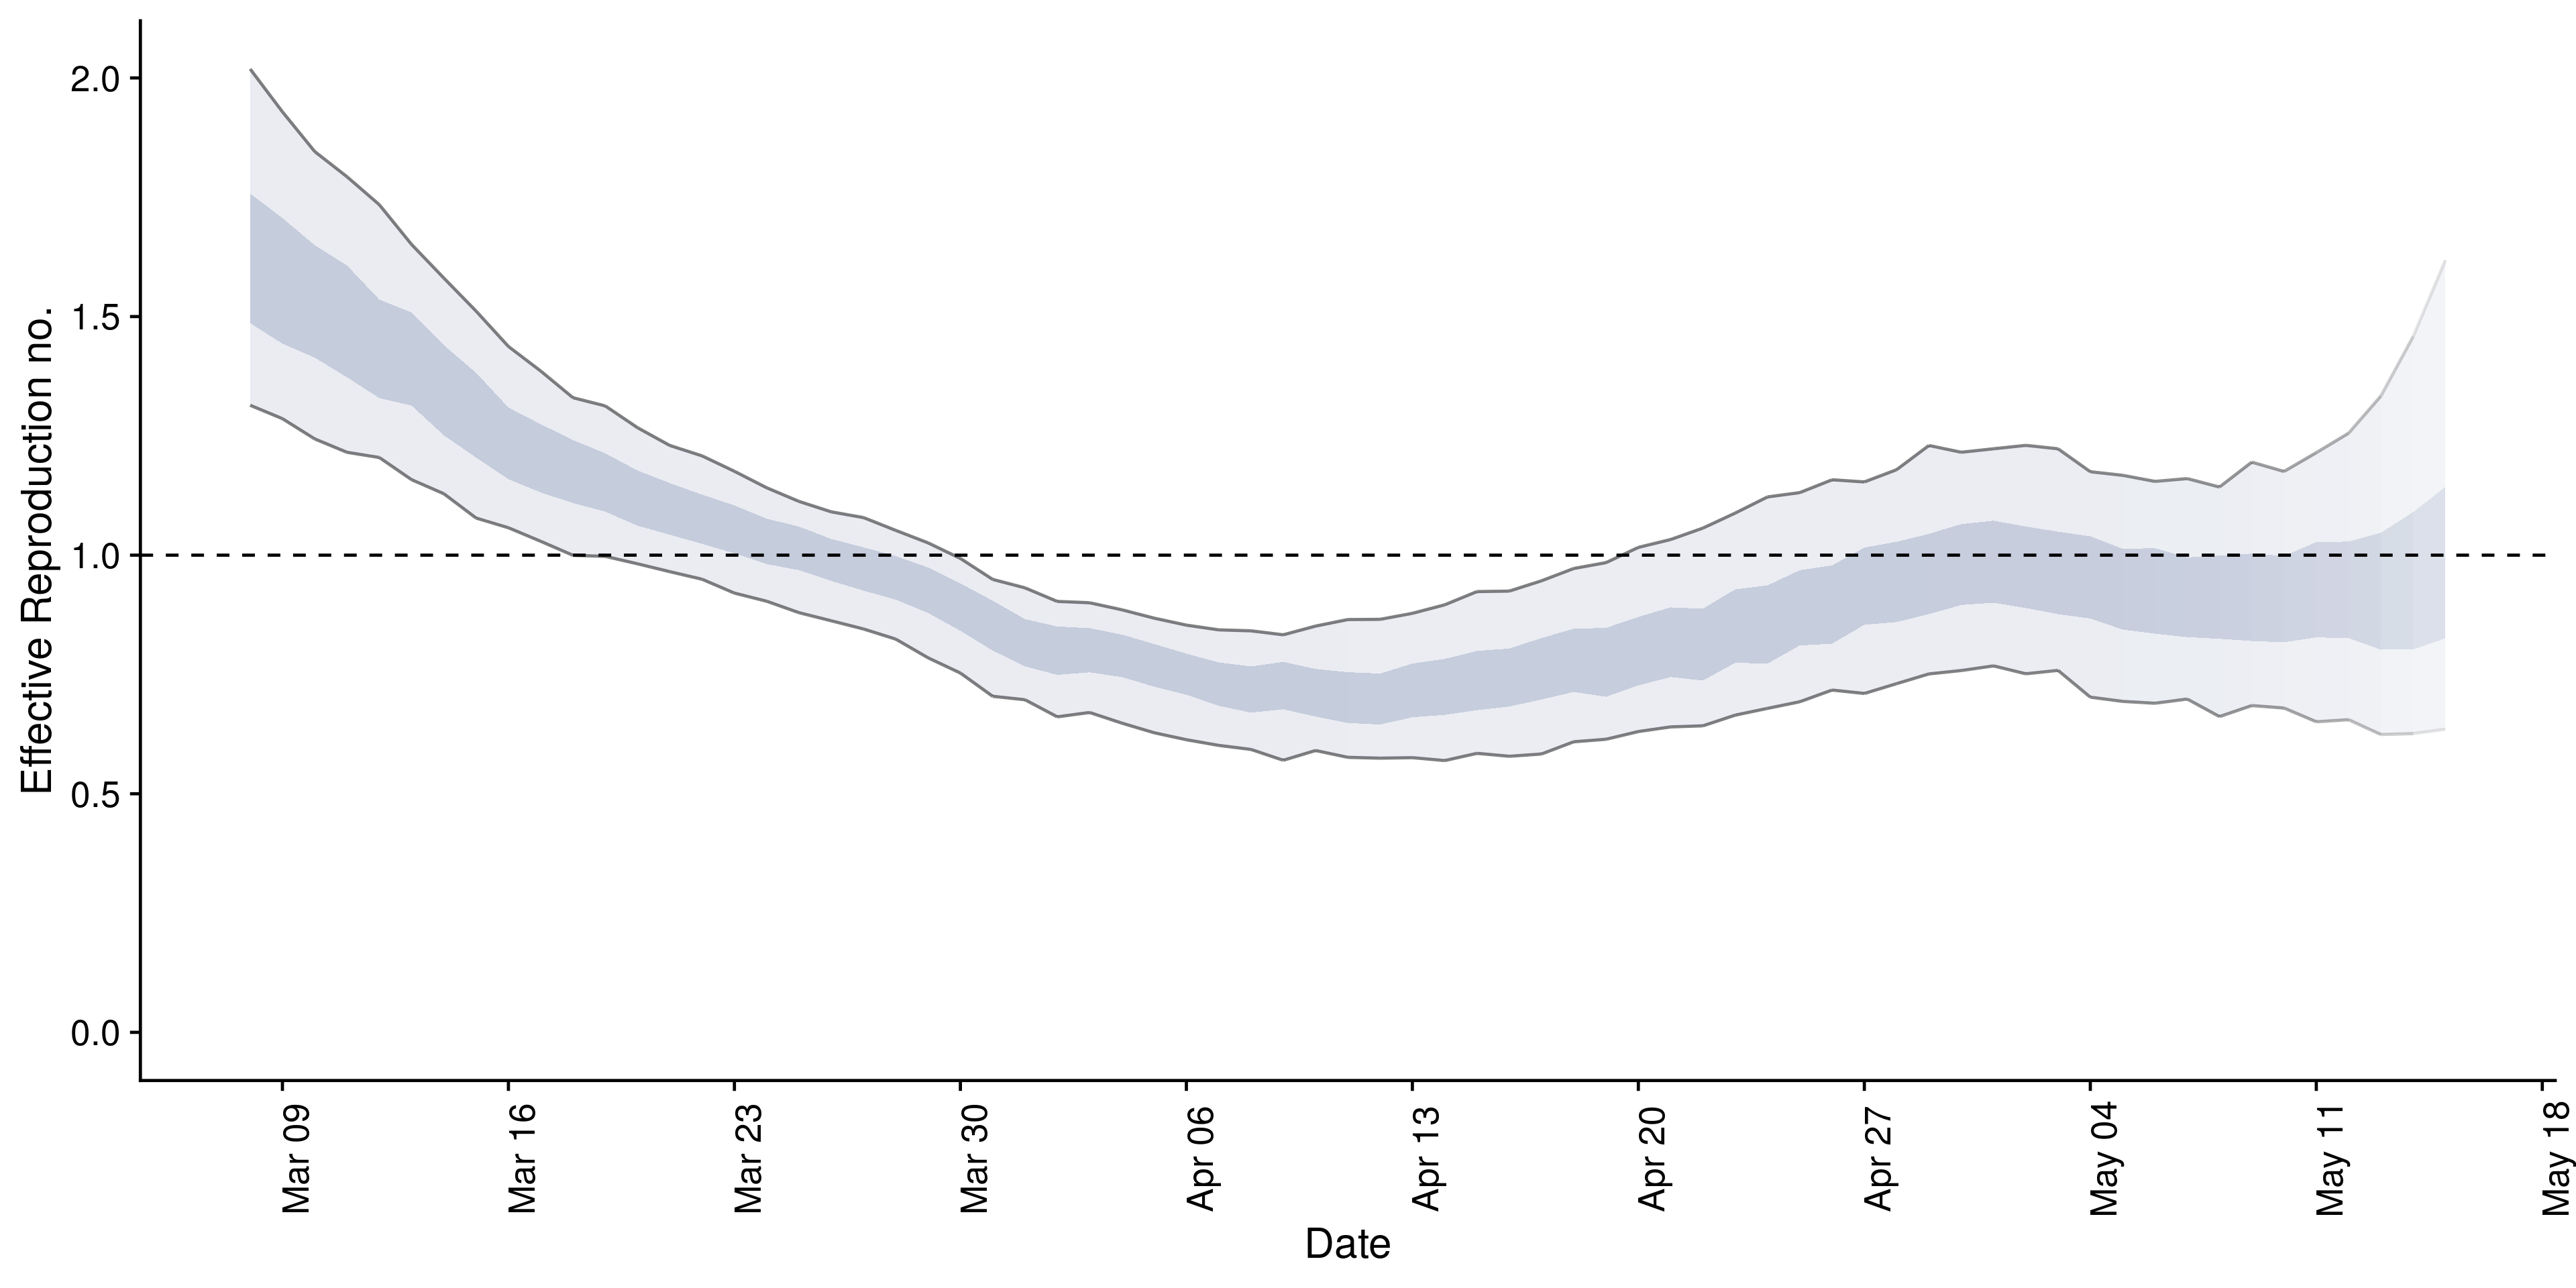 Effective Reproduction no.
2.0
1.5
1.0
0.5
0.0
Mar 09
Mar 16
Mar 23
Mar 30
Apr 06
Apr 13
Apr 20
Apr 27
May 04
May 11
May 18
Date